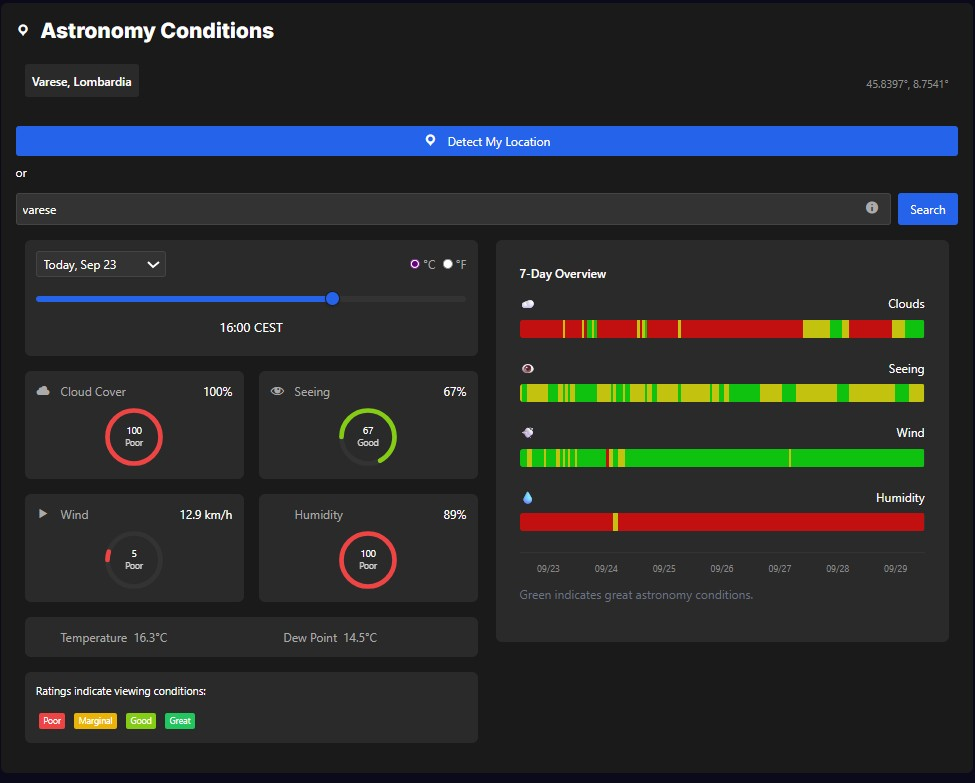 Astronomy Conditions
Varese, Lombardia
45.8397°, 8.7541°
Detect My Location
or
varese
Search
Today, Sep 23
°C °F
16:00 CEST
Cloud Cover 100%
100
Poor
Seeing 67%
67
Good
Wind 12.9 km/h
5
Poor
Humidity 89%
100
Poor
Temperature 16.3°C
Dew Point 14.5°C
Ratings indicate viewing conditions:
Poor Marginal Good Great
7-Day Overview
Clouds
Seeing
Wind
Humidity
09/23 09/24 09/25 09/26 09/27 09/28 09/29
Green indicates great astronomy conditions.